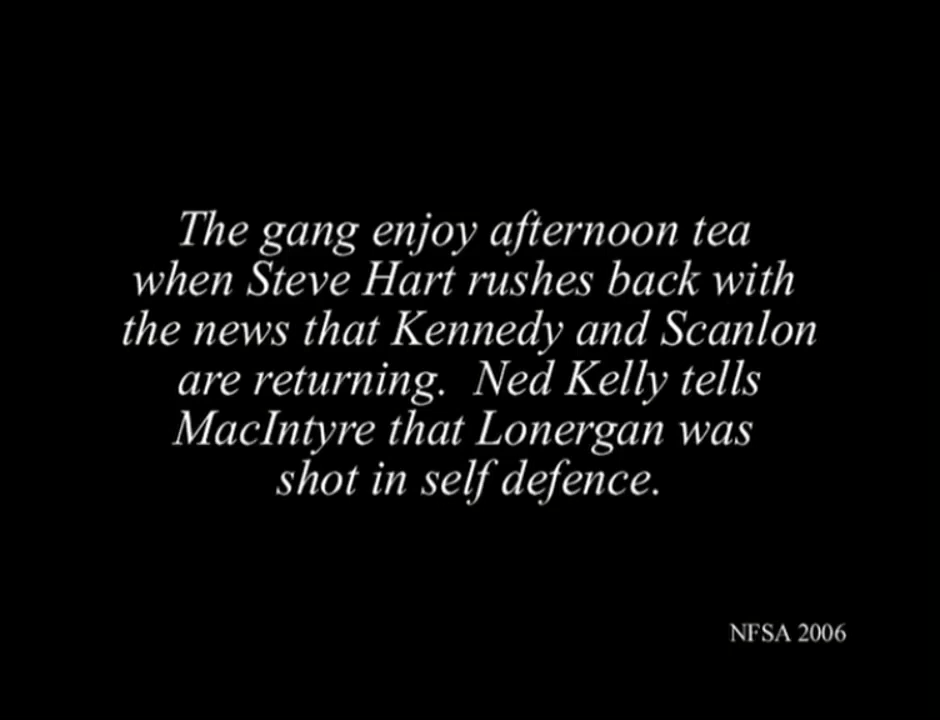 The gang enjoy afternoon tea
when Steve Hart rushes back with
the news that Kennedy and Scanlon
are returning.  Ned Kelly tells
MacIntyre that Lonergan was
shot in self defence.
NFSA 2006